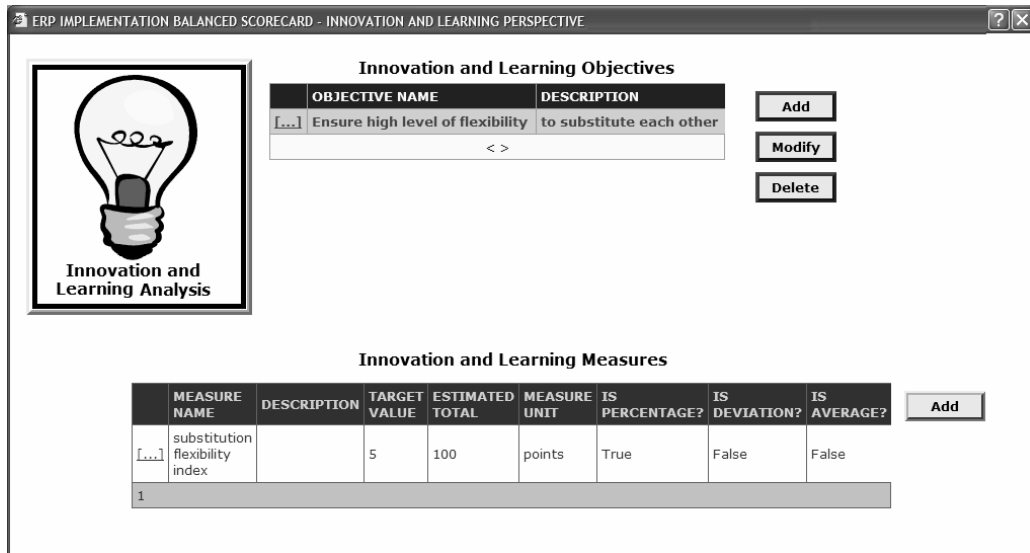 ERP IMPLEMENTATION BALANCED SCORECARD - INNOVATION AND LEARNING PERSPECTIVE
?
X
Innovation and
Learning Analysis
Innovation and Learning Objectives
OBJECTIVE NAME DESCRIPTION
[...] Ensure high level of flexibility to substitute each other
< >
Add
Modify
Delete
Innovation and Learning Measures
MEASURE NAME DESCRIPTION TARGET VALUE ESTIMATED TOTAL MEASURE UNIT IS PERCENTAGE? IS DEVIATION? IS AVERAGE?
[...] substitution flexibility index 5 100 points True False False
1
Add